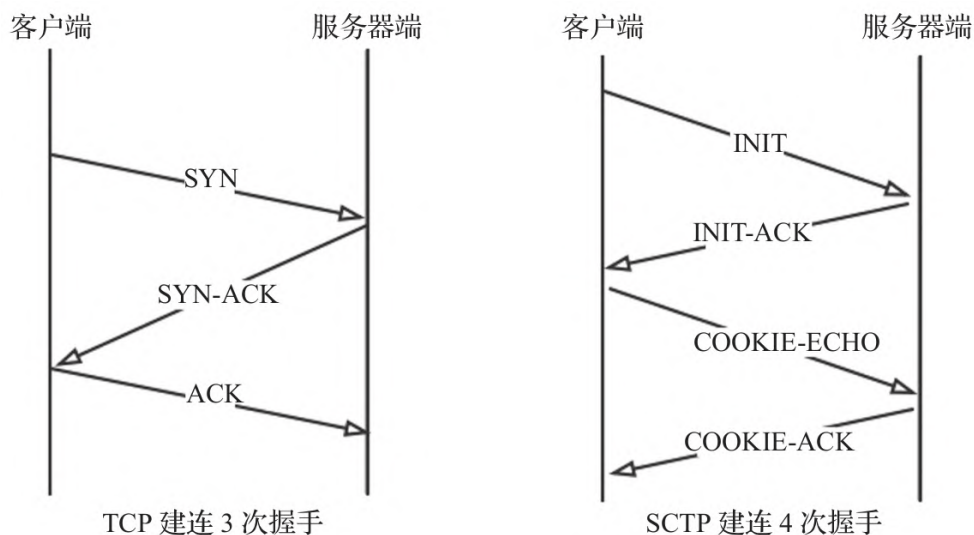 客户端
服务器端
SYN
SYN-ACK
ACK
TCP 建连 3 次握手
客户端
服务器端
INIT
INIT-ACK
COOKIE-ECHO
COOKIE-ACK
SCTP 建连 4 次握手